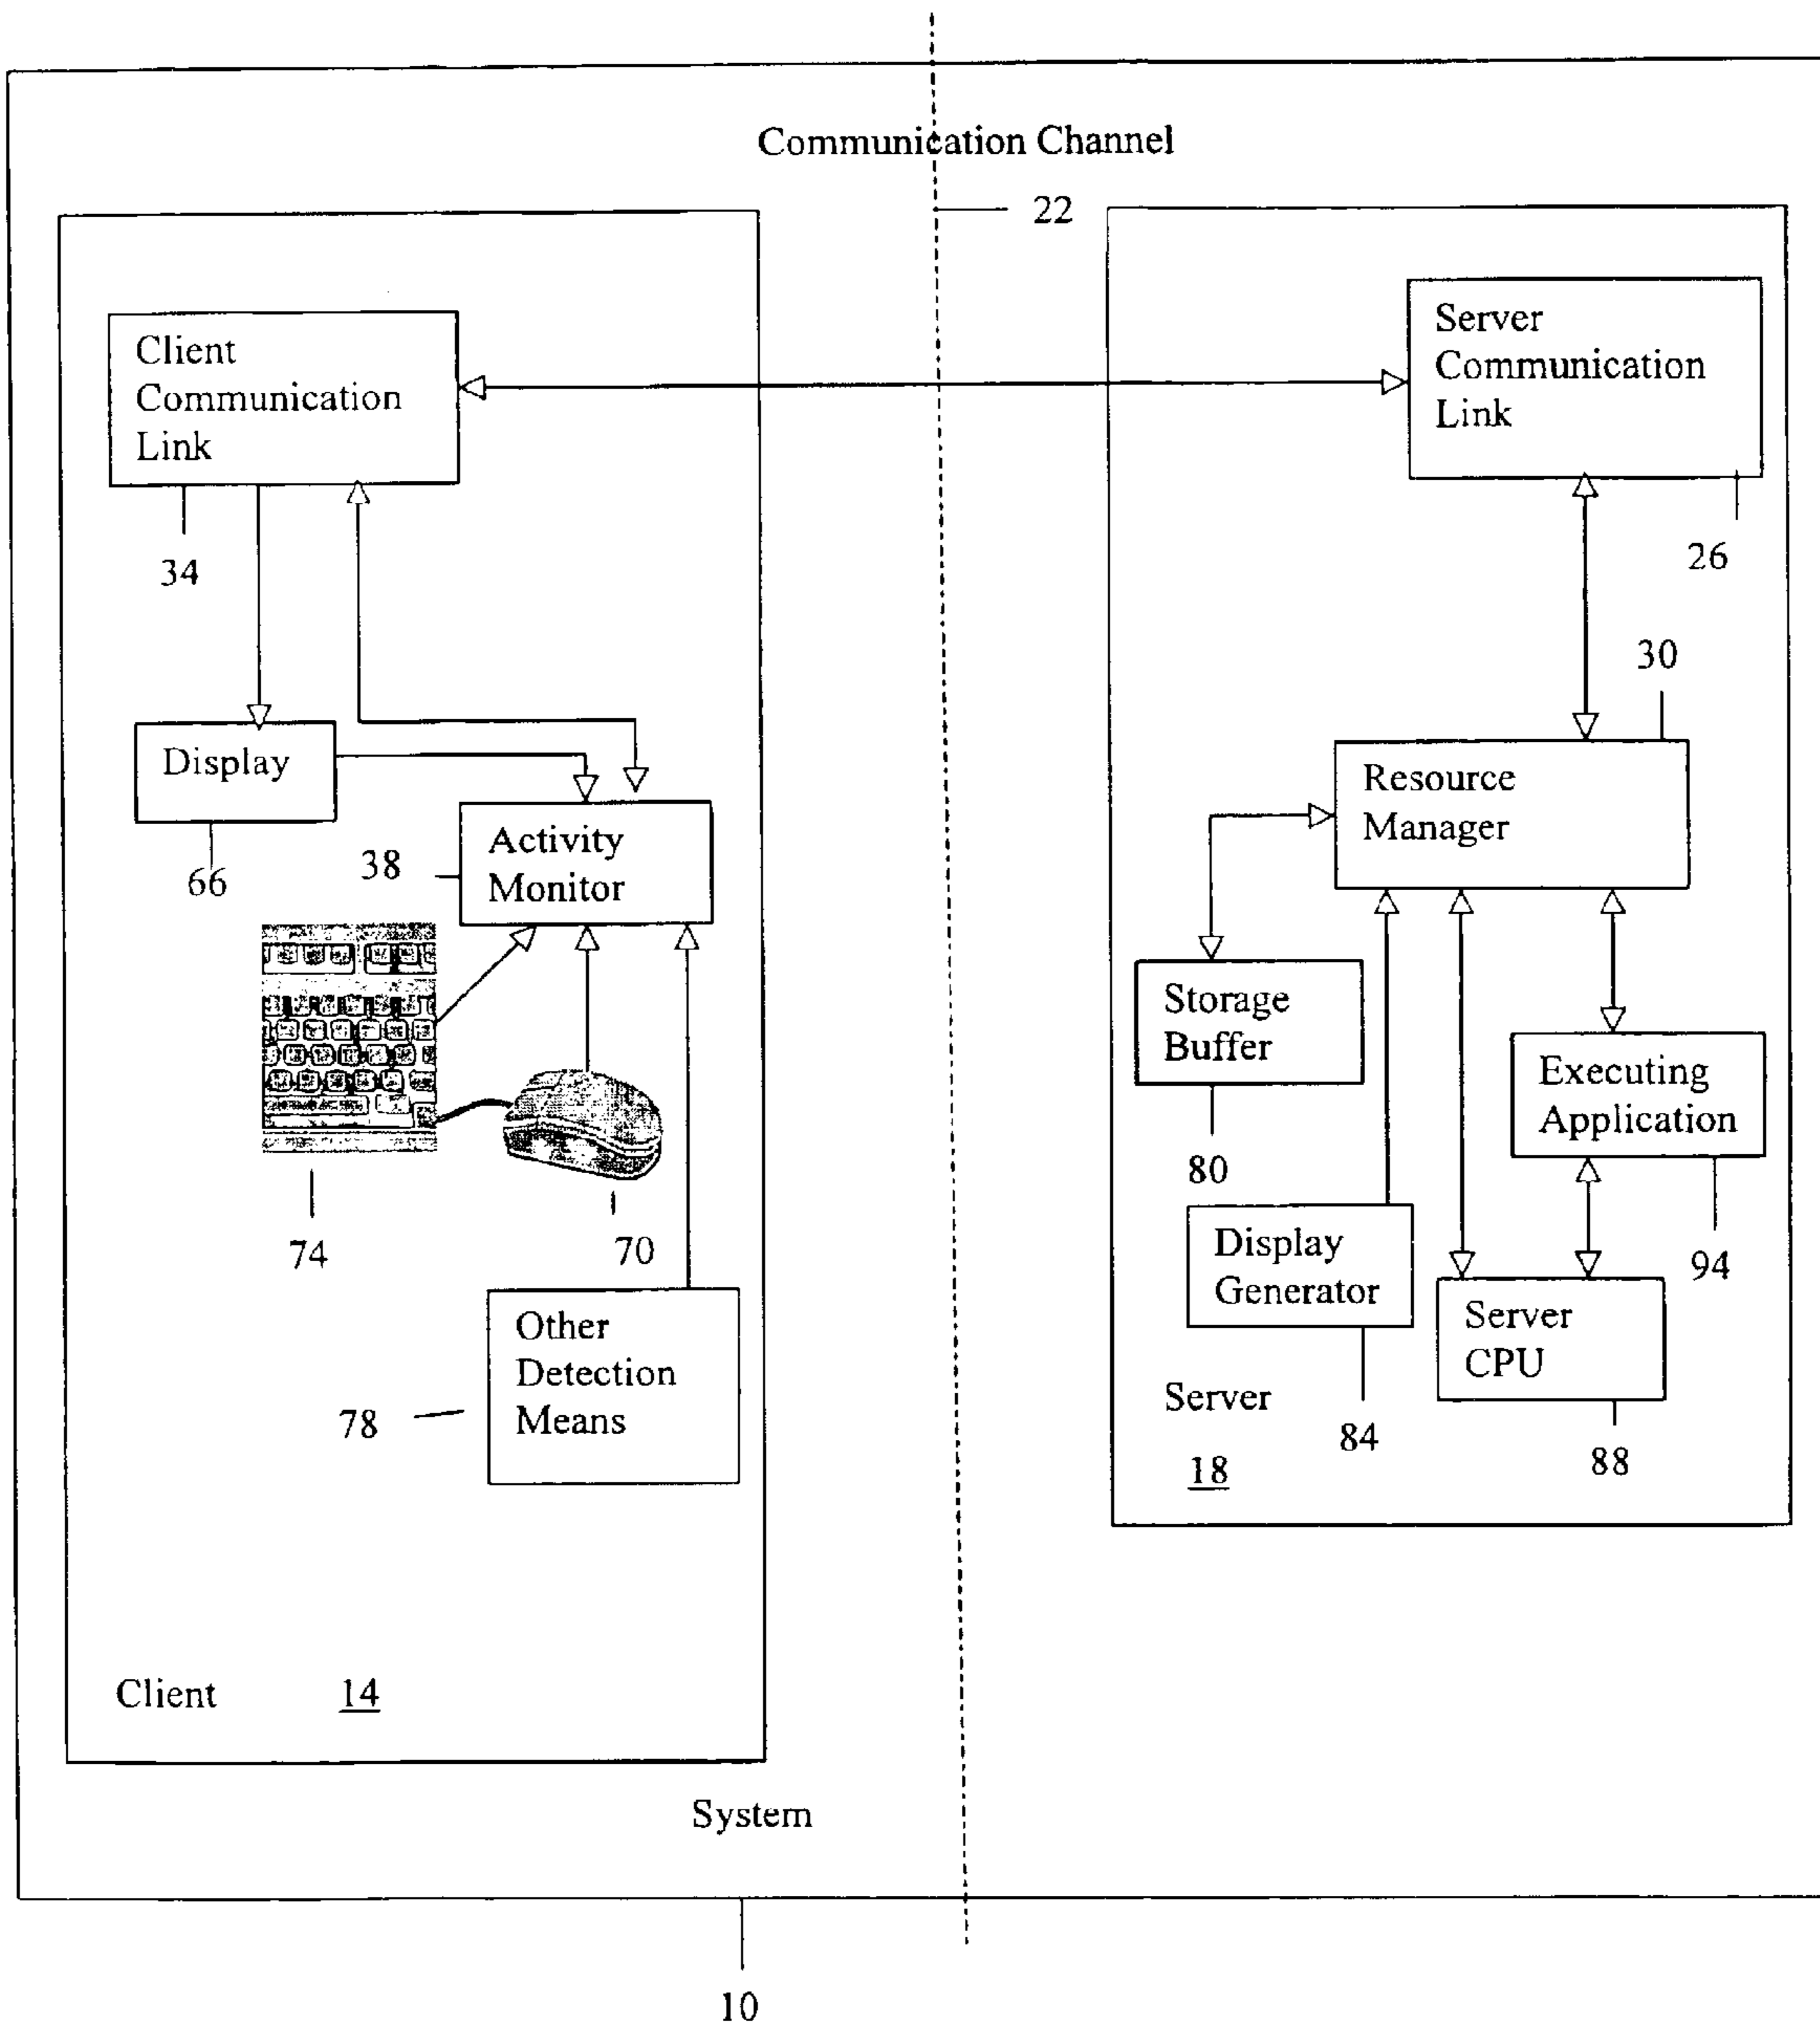 Communication Channel
22
Client
Communication
Link
34
Server
Communication
Link
26
30
Display
66
Resource
Manager
38
Activity
Monitor
Storage
Buffer
80
Executing
Application
94
74
70
Display
Generator
84
Server
CPU
88
Other
Detection
Means
78
Server
18
Client 14
System
10